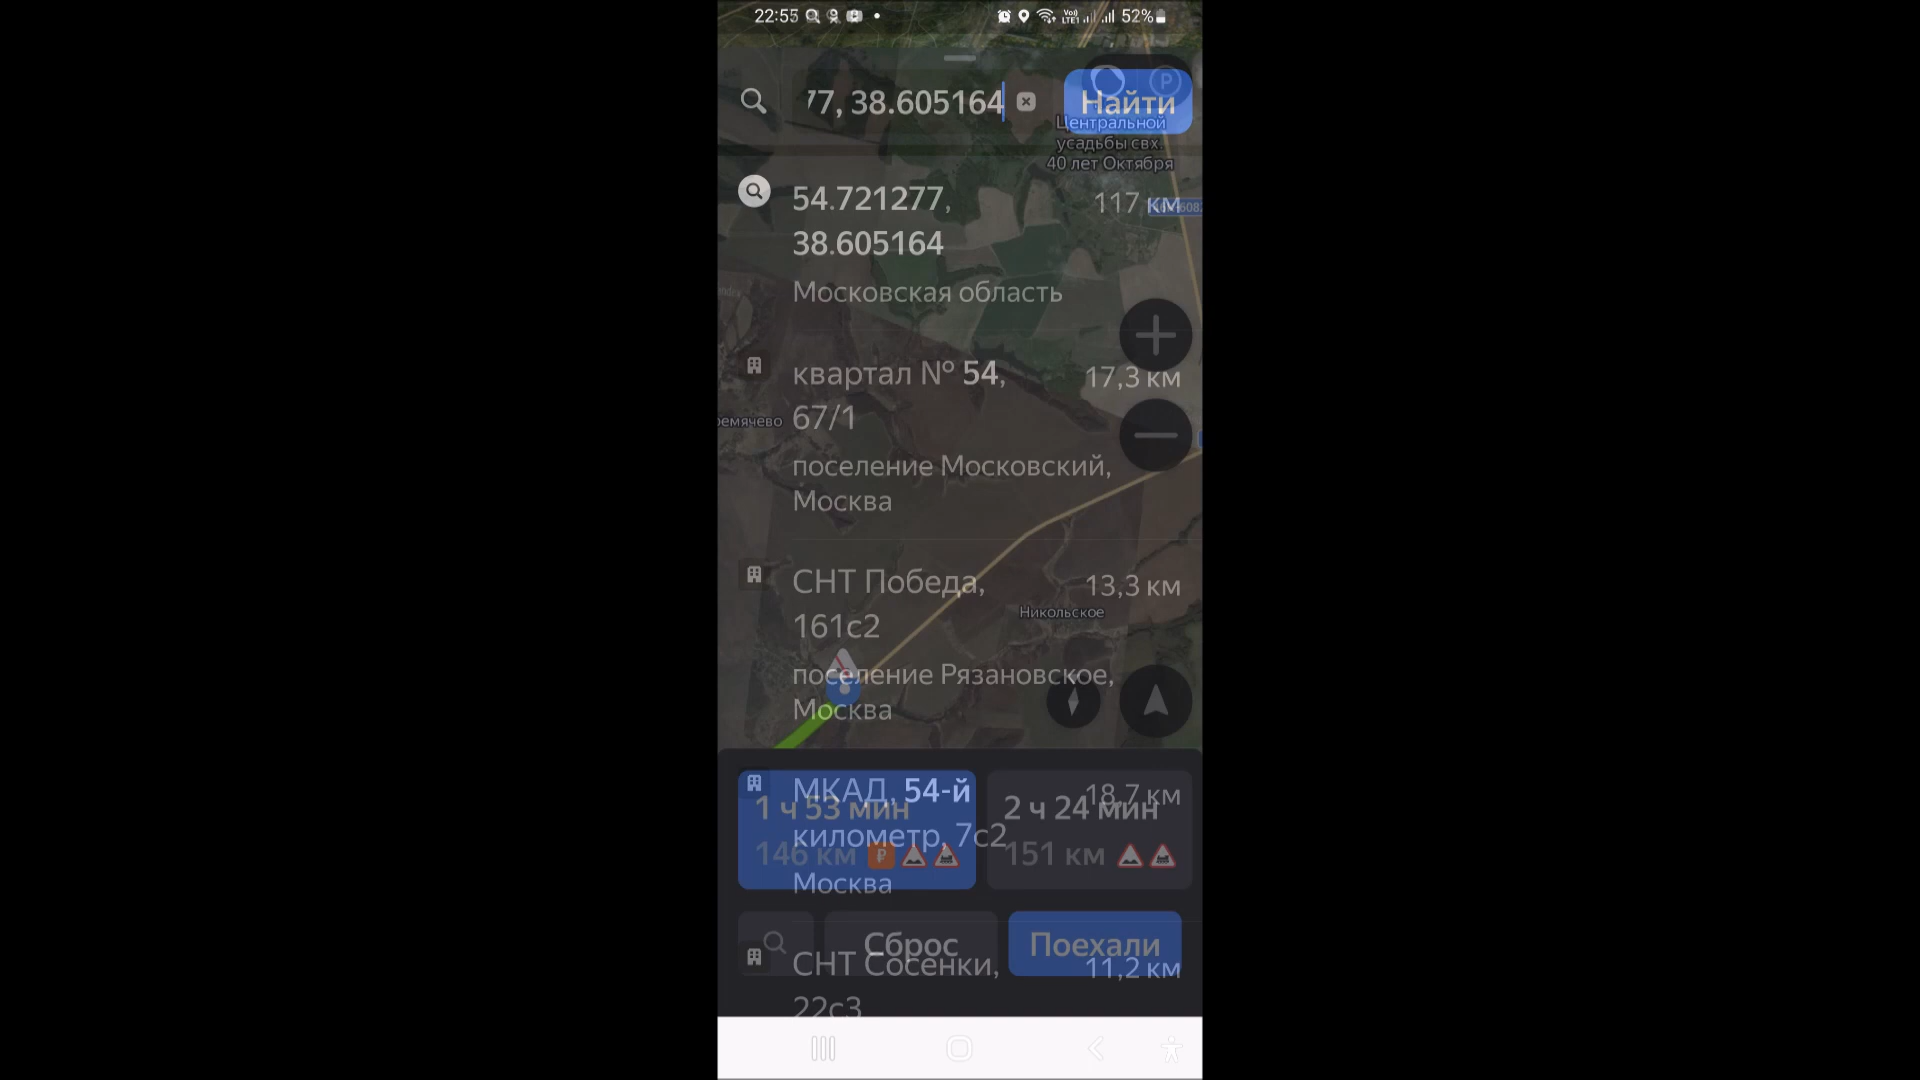 22:55
Vo))
LTE1
52%
77, 38.605164
Найти
P
Центральной
усадьбы свх.
40 лет Октября
54.721277,
117 км
38.605164
Московская область
квартал № 54,
17,3 км
67/1
ремячево
поселение Московский,
Москва
СНТ Победа,
13,3 км
161с2
Никольское
поселение Рязановское,
Москва
МКАД, 54-й
18,7 км
1 ч 53 мин
2 ч 24 мин
километр, 7с2
146 км
₽
151 км
Москва
Сброс
Поехали
СНТ Сосенки,
11,2 км
22с3